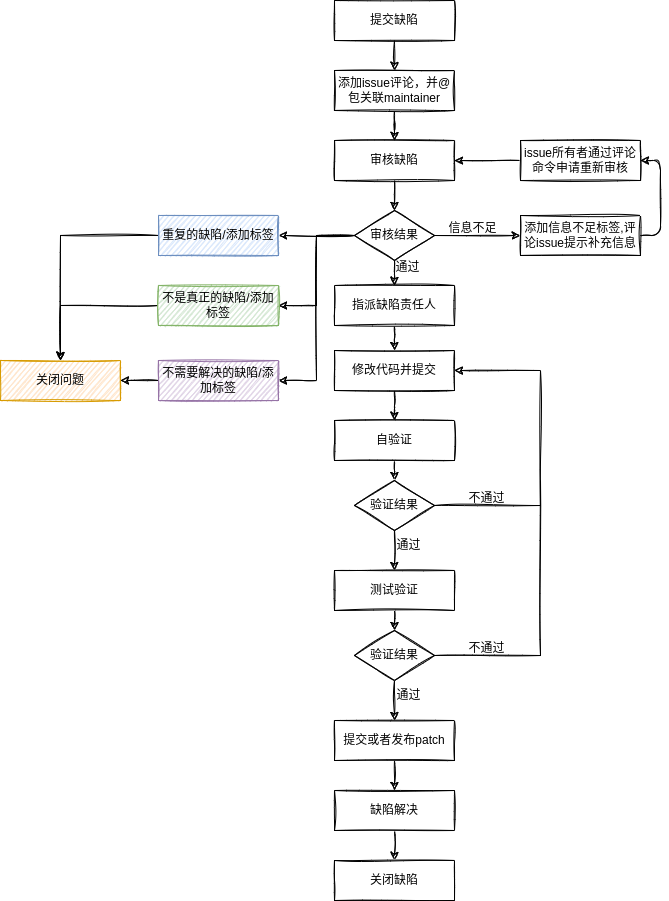 提交缺陷
添加issue评论，并@
包关联maintainer
审核缺陷
issue所有者通过评论
命令申请重新审核
重复的缺陷/添加标签
审核结果
信息不足
添加信息不足标签,评
论issue提示补充信息
通过
不是真正的缺陷/添加
标签
指派缺陷责任人
关闭问题
不需要解决的缺陷/添
加标签
修改代码并提交
自验证
验证结果
不通过
通过
测试验证
验证结果
不通过
通过
提交或者发布patch
缺陷解决
关闭缺陷